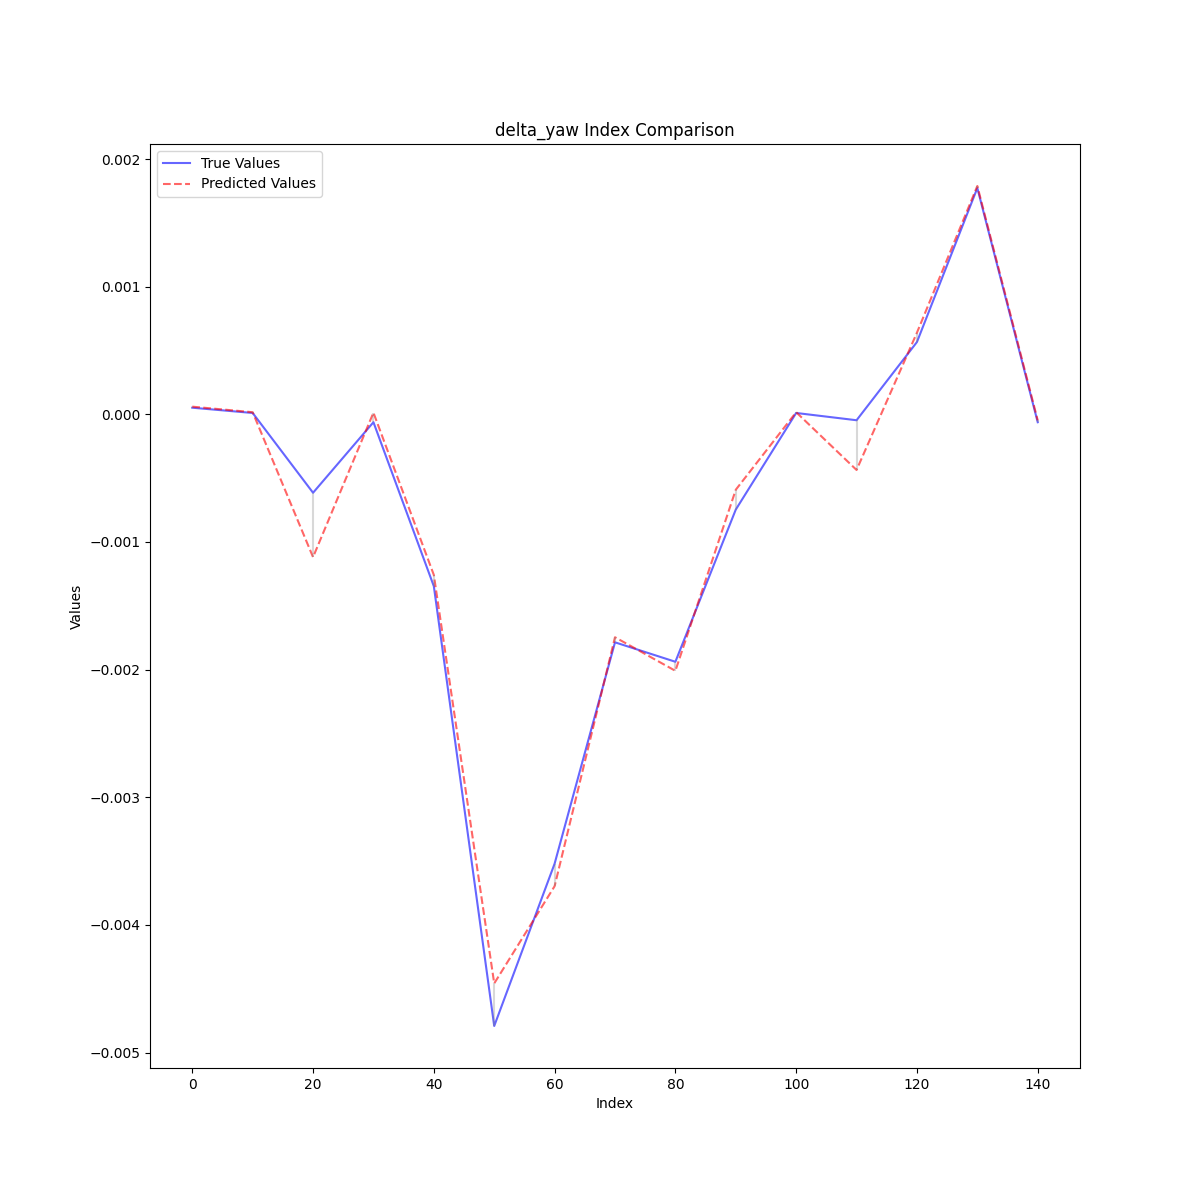 delta_yaw Index Comparison
True Values
Predicted Values
0.002
0.001
0.000
−0.001
−0.002
−0.003
−0.004
−0.005
Values
0 20 40 60 80 100 120 140
Index